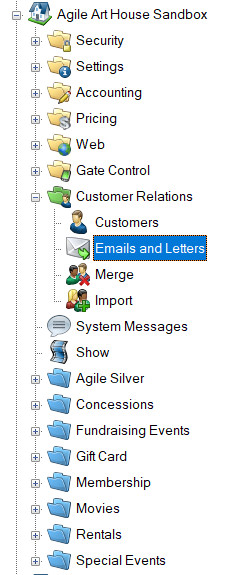 Agile Art House Sandbox
Security
Settings
Accounting
Pricing
Web
Gate Control
Customer Relations
Customers
Emails and Letters
Merge
Import
System Messages
Show
Agile Silver
Concessions
Fundraising Events
Gift Card
Membership
Movies
Rentals
Special Events